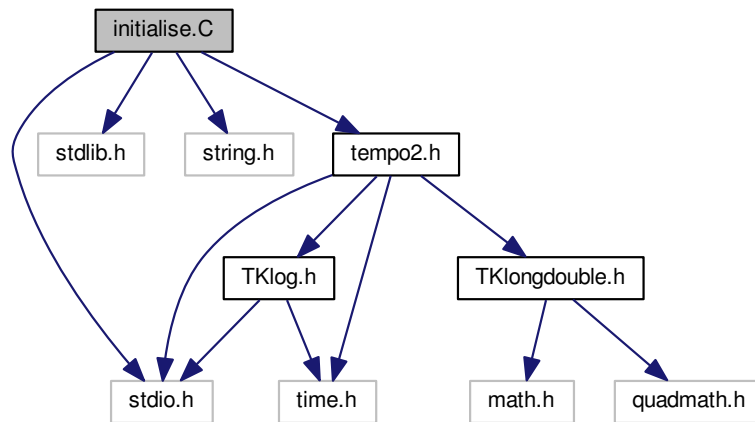 initialise.C
stdlib.h
string.h
tempo2.h
TKlog.h
TKlongdouble.h
stdio.h
time.h
math.h
quadmath.h